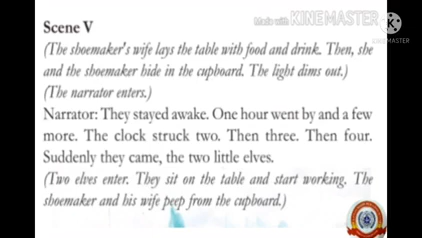 Made with KINEMASTER
KINEMASTER
Scene V
(The shoemaker's wife lays the table with food and drink. Then, she
and the shoemaker hide in the cupboard. The light dims out.)
(The narrator enters.)
Narrator: They stayed awake. One hour went by and a few
more. The clock struck two. Then three. Then four.
Suddenly they came, the two little elves.
(Two elves enter. They sit on the table and start working. The
shoemaker and his wife peep from the cupboard.)